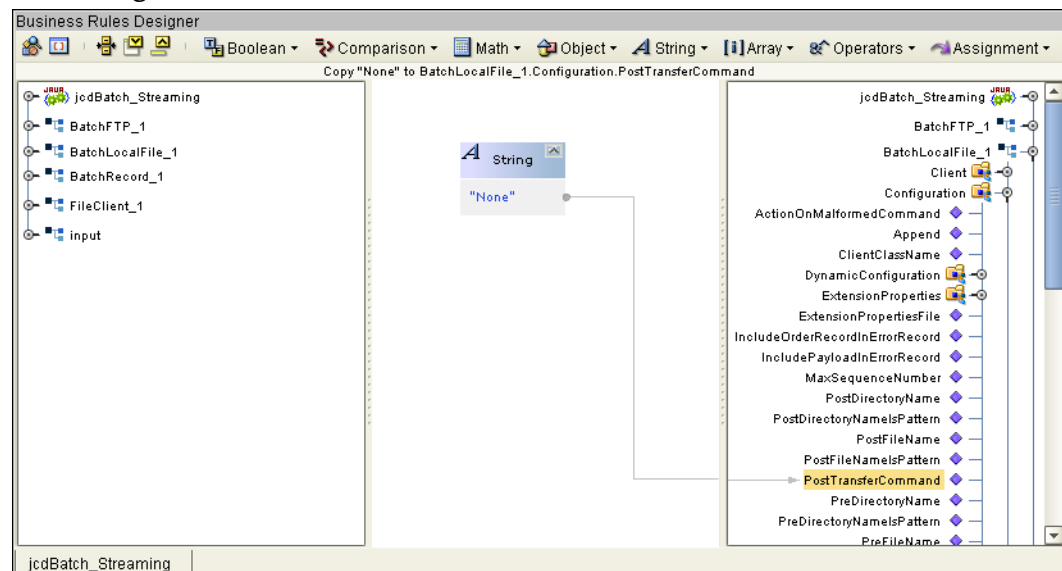 Business Rules Designer
Boolean Comparison Math Object String [i] Array Operators Assignment
Copy "None" to BatchLocalFile_1.Configuration.PostTransferCommand
JAVA jcdBatch_Streaming
BatchFTP_1
BatchLocalFile_1
BatchRecord_1
FileClient_1
input
A String
"None"
jcdBatch_Streaming JAVA
BatchFTP_1
BatchLocalFile_1
Client
Configuration
ActionOnMalformedCommand
Append
ClientClassName
DynamicConfiguration
ExtensionProperties
ExtensionPropertiesFile
IncludeOrderRecordInErrorRecord
IncludePayloadInErrorRecord
MaxSequenceNumber
PostDirectoryName
PostDirectoryNameIsPattern
PostFileName
PostFileNameIsPattern
PostTransferCommand
PreDirectoryName
PreDirectoryNameIsPattern
PreFileName
jcdBatch_Streaming